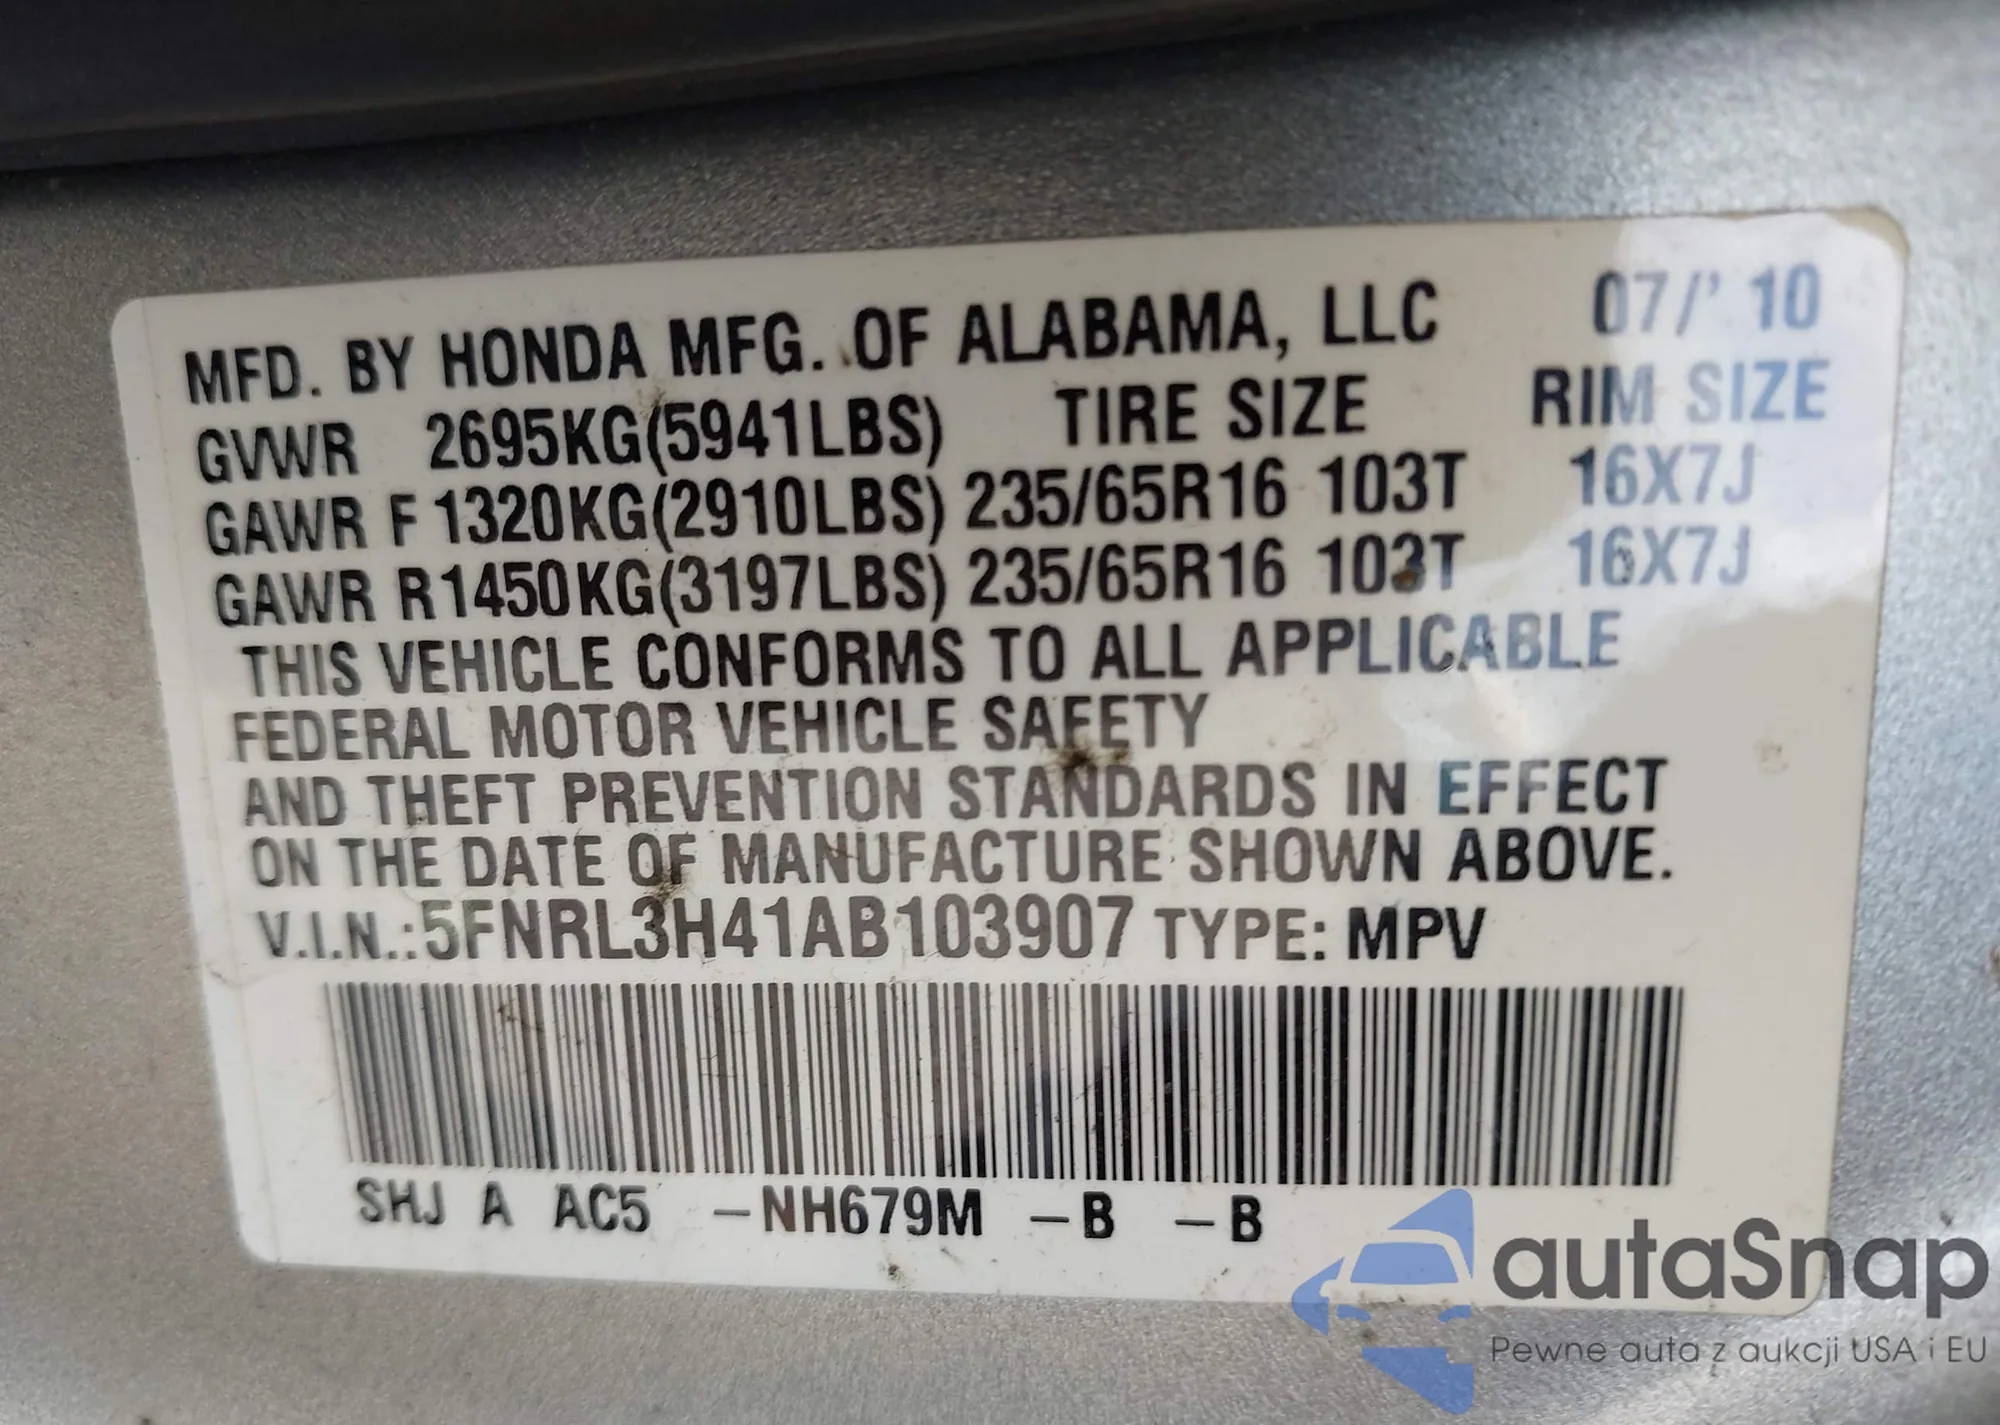 MFD. BY HONDA MFG. OF ALABAMA, LLC 07/'10
GVWR 2695KG(5941LBS) TIRE SIZE RIM SIZE
GAWR F 1320KG(2910LBS) 235/65R16 103T 16X7J
GAWR R 1450KG(3197LBS) 235/65R16 103T 16X7J
THIS VEHICLE CONFORMS TO ALL APPLICABLE
FEDERAL MOTOR VEHICLE SAFETY
AND THEFT PREVENTION STANDARDS IN EFFECT
ON THE DATE OF MANUFACTURE SHOWN ABOVE.
V.I.N.:5FNRL3H41AB103907 TYPE: MPV
SHJ A AC5 -NH679M -B -B
autaSnap
Pewne auta z aukcji USA i EU